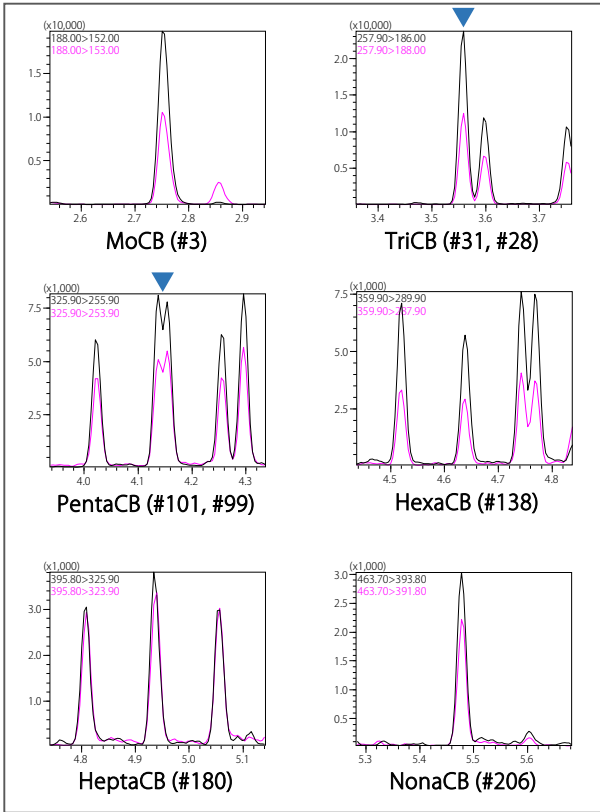 (x10,000)
188.00>152.00
188.00>153.00
1.5
1.0
0.5
2.6 2.7 2.8 2.9
MoCB (#3)
(x10,000)
257.90>186.00
257.90>188.00
2.0
1.5
1.0
0.5
3.4 3.5 3.6 3.7
TriCB (#31, #28)
(x1,000)
325.90>255.90
325.90>253.90
7.5
5.0
2.5
4.0 4.1 4.2 4.3
PentaCB (#101, #99)
(x1,000)
359.90>289.90
359.90>287.90
7.5
5.0
2.5
4.5 4.6 4.7 4.8
HexaCB (#138)
(x1,000)
395.80>325.90
395.80>323.90
3.0
2.0
1.0
4.8 4.9 5.0 5.1
HeptaCB (#180)
(x1,000)
463.70>393.80
463.70>391.80
3.0
2.5
2.0
1.5
1.0
0.5
5.3 5.4 5.5 5.6
NonaCB (#206)